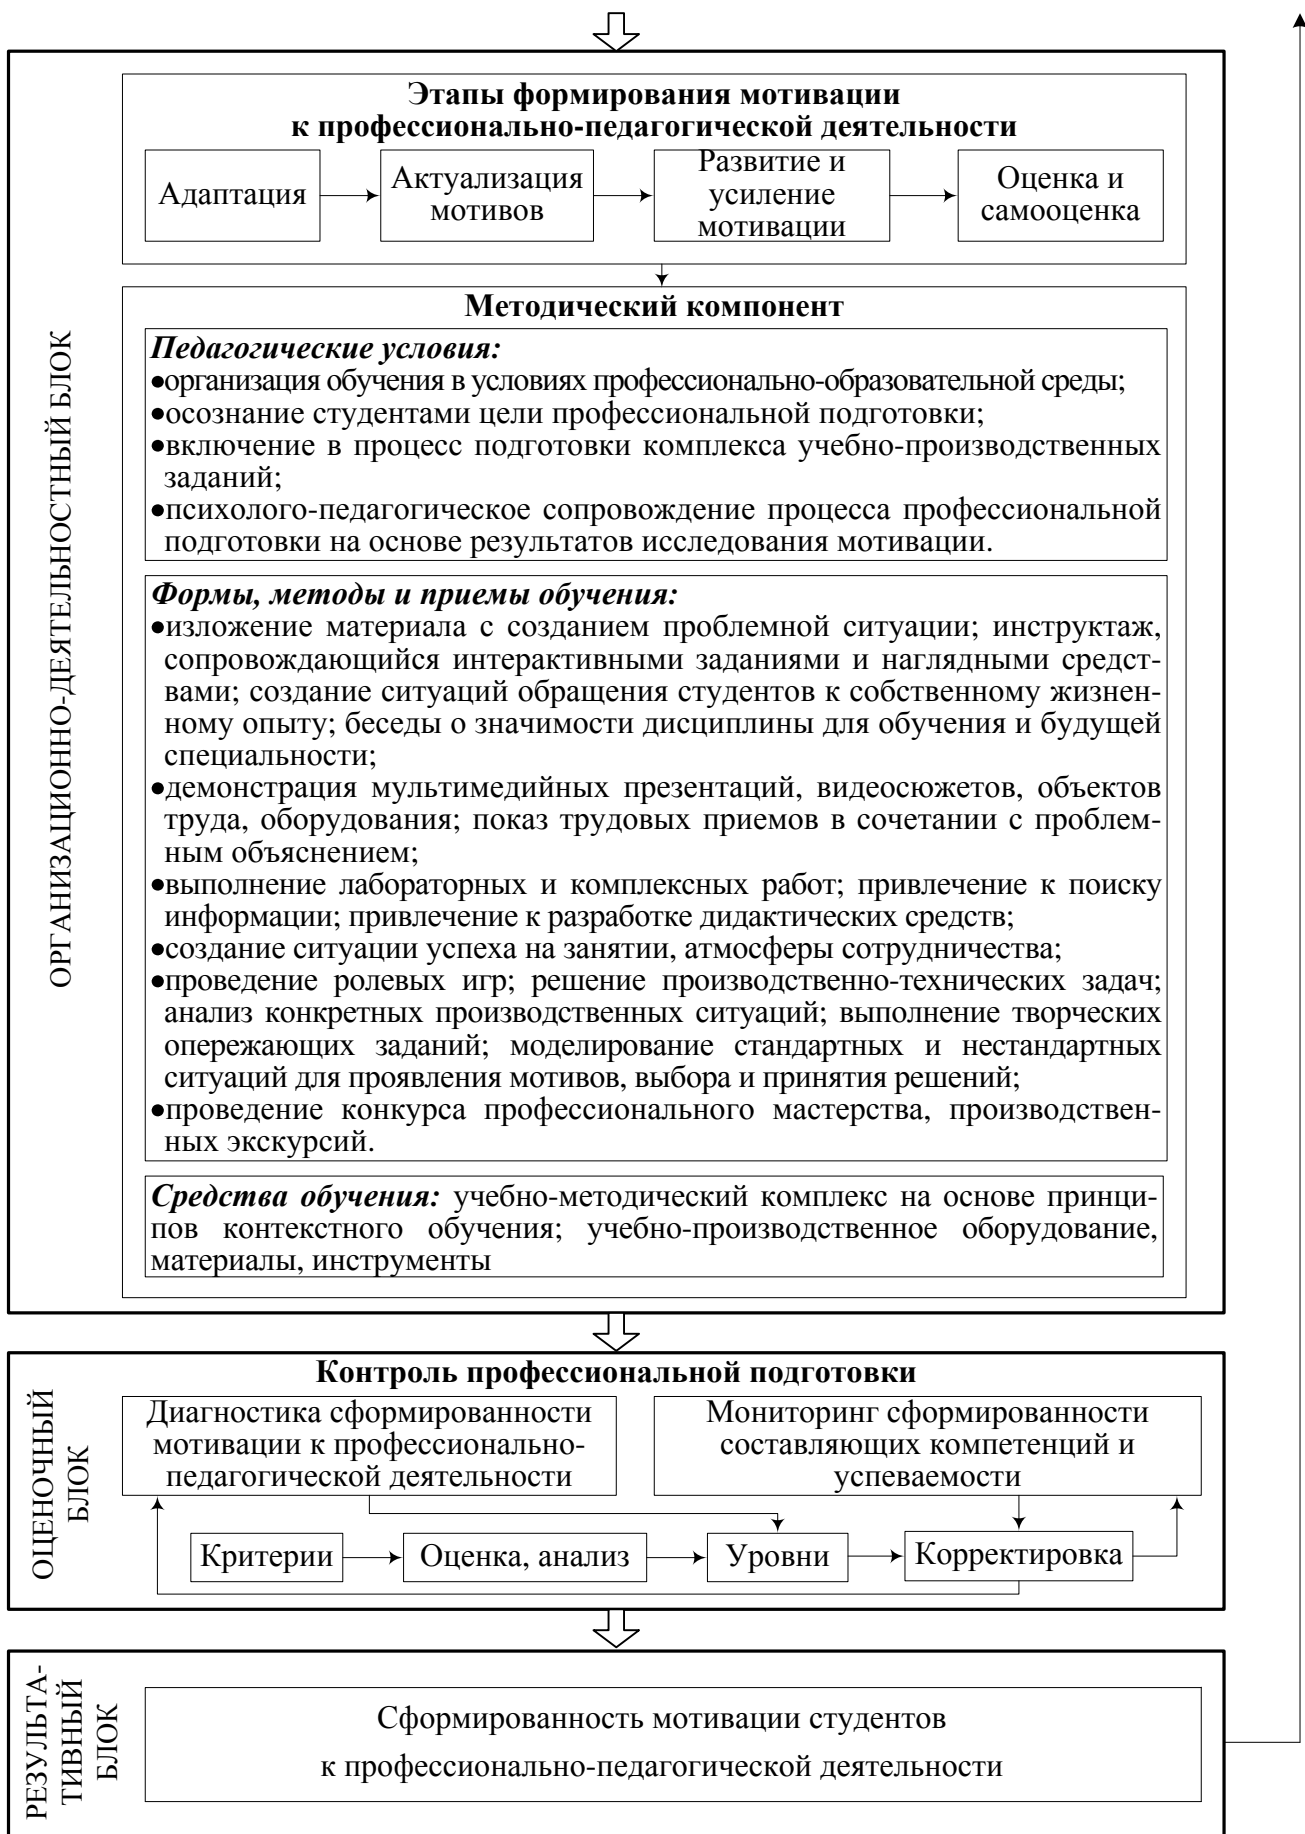 Этапы формирования мотивации
к профессионально-педагогической деятельности
Адаптация
Актуализация
мотивов
Развитие и
усиление
мотивации
Оценка и
самооценка
ОРГАНИЗАЦИОННО-ДЕЯТЕЛЬНОСТНЫЙ БЛОК
Методический компонент
Педагогические условия:
•организация обучения в условиях профессионально-образовательной среды;
•осознание студентами цели профессиональной подготовки;
•включение в процесс подготовки комплекса учебно-производственных
заданий;
•психолого-педагогическое сопровождение процесса профессиональной
подготовки на основе результатов исследования мотивации.
Формы, методы и приемы обучения:
•изложение материала с созданием проблемной ситуации; инструктаж,
сопровождающийся интерактивными заданиями и наглядными средст-
вами; создание ситуаций обращения студентов к собственному жизнен-
ному опыту; беседы о значимости дисциплины для обучения и будущей
специальности;
•демонстрация мультимедийных презентаций, видеосюжетов, объектов
труда, оборудования; показ трудовых приемов в сочетании с проблем-
ным объяснением;
•выполнение лабораторных и комплексных работ; привлечение к поиску
информации; привлечение к разработке дидактических средств;
•создание ситуации успеха на занятии, атмосферы сотрудничества;
•проведение ролевых игр; решение производственно-технических задач;
анализ конкретных производственных ситуаций; выполнение творческих
опережающих заданий; моделирование стандартных и нестандартных
ситуаций для проявления мотивов, выбора и принятия решений;
•проведение конкурса профессионального мастерства, производствен-
ных экскурсий.
Средства обучения: учебно-методический комплекс на основе принци-
пов контекстного обучения; учебно-производственное оборудование,
материалы, инструменты
ОЦЕНОЧНЫЙ
БЛОК
Контроль профессиональной подготовки
Диагностика сформированности
мотивации к профессионально-
педагогической деятельности
Мониторинг сформированности
составляющих компетенций и
успеваемости
Критерии
Оценка, анализ
Уровни
Корректировка
РЕЗУЛЬТА-
ТИВНЫЙ
БЛОК
Сформированность мотивации студентов
к профессионально-педагогической деятельности